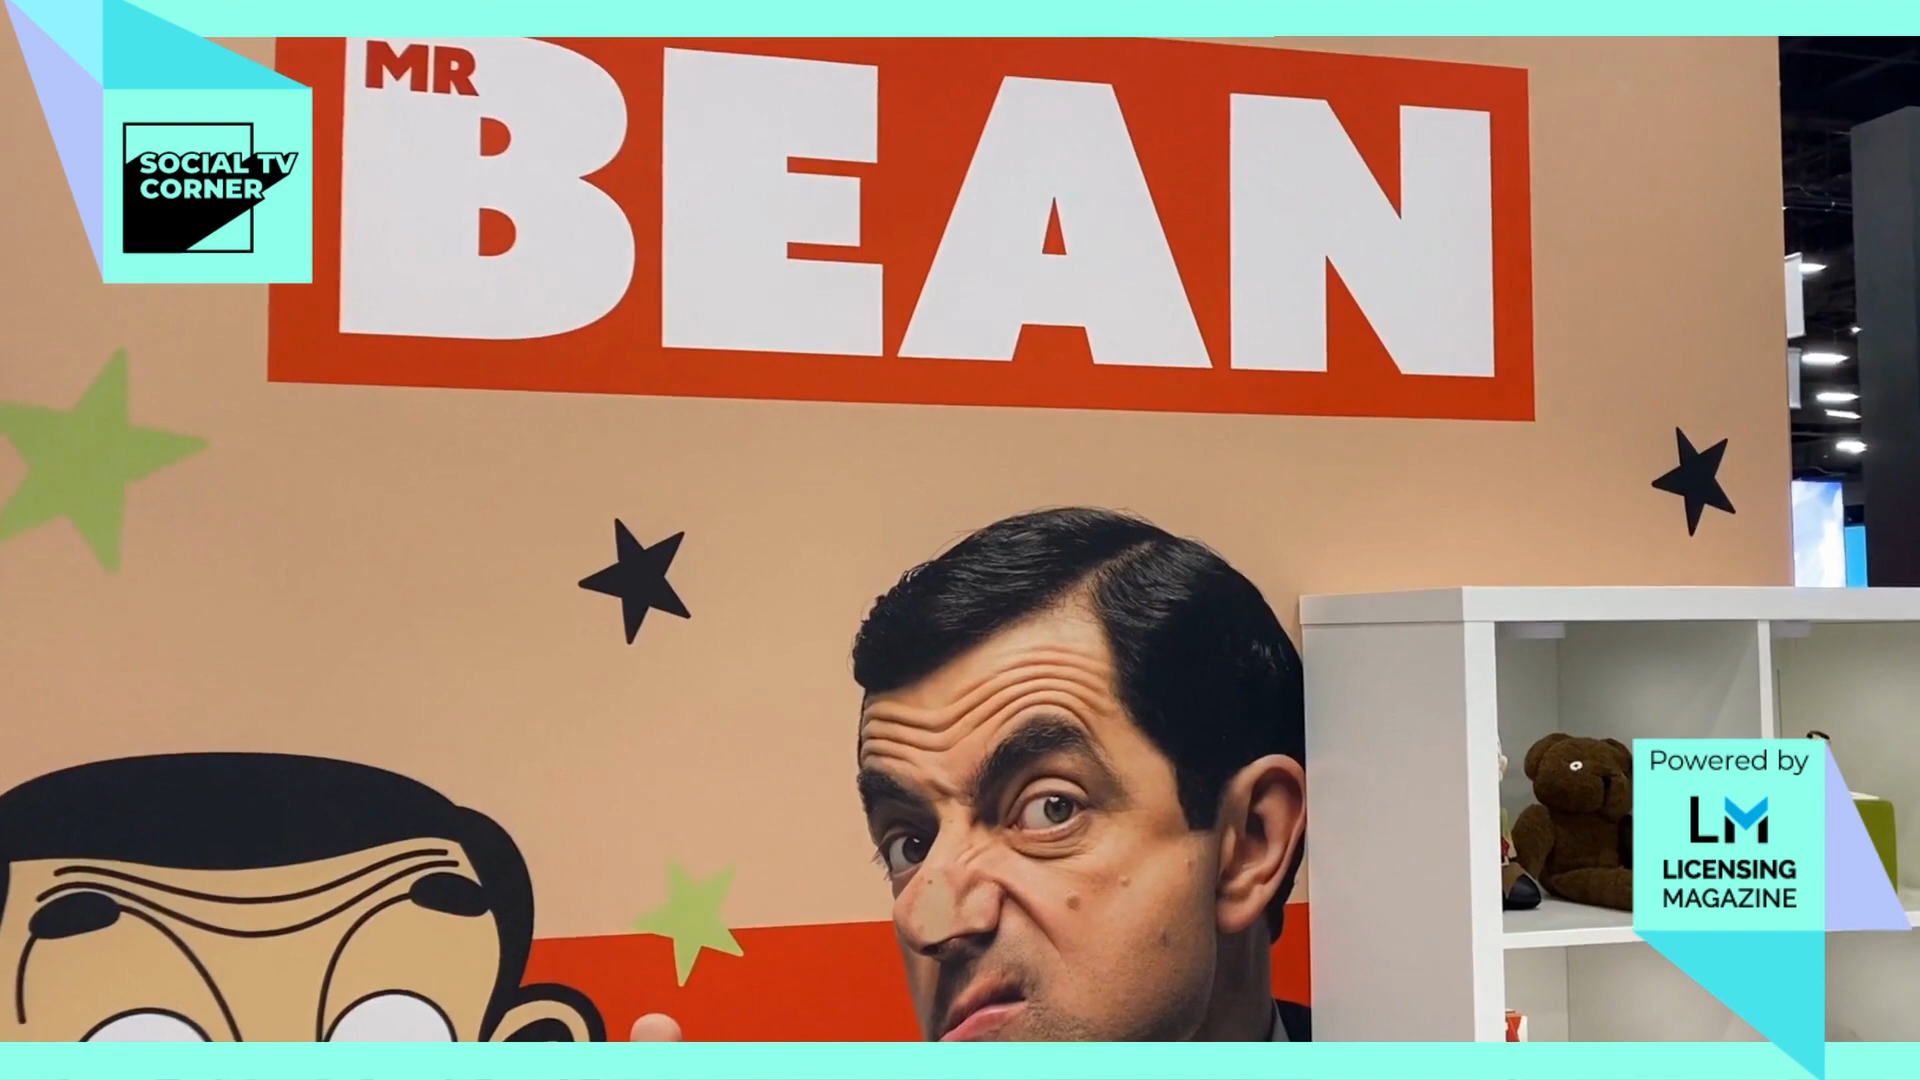 MR
BEAN
SOCIAL TV
CORNER
Powered by
LM
LICENSING
MAGAZINE